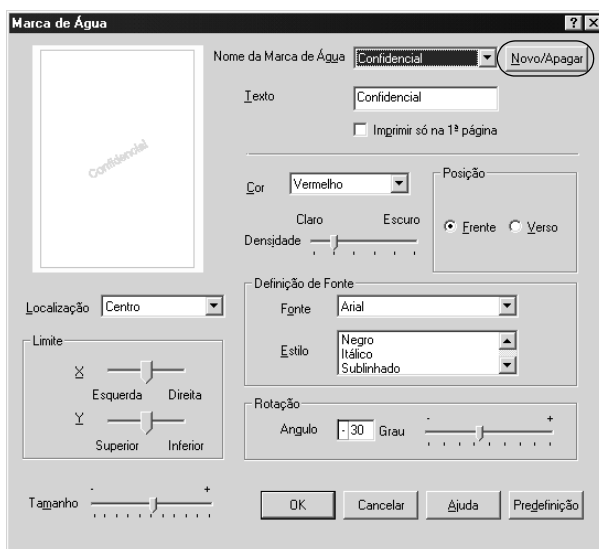 Marca de Água
Nome da Marca de Água Confidencial Novo/Apagar
Texto Confidencial
Imprimir só na 1ª página
Confidencial
Cor Vermelho
Posição
Frente Verso
Claro Escuro
Densidade
Definição de Fonte
Fonte Arial
Estilo Negro
Itálico
Sublinhado
Localização Centro
Limite
X
Esquerda Direita
Y
Superior Inferior
Rotação
Angulo - 30 Grau - +
Tamanho - +
OK Cancelar Ajuda Predefinição